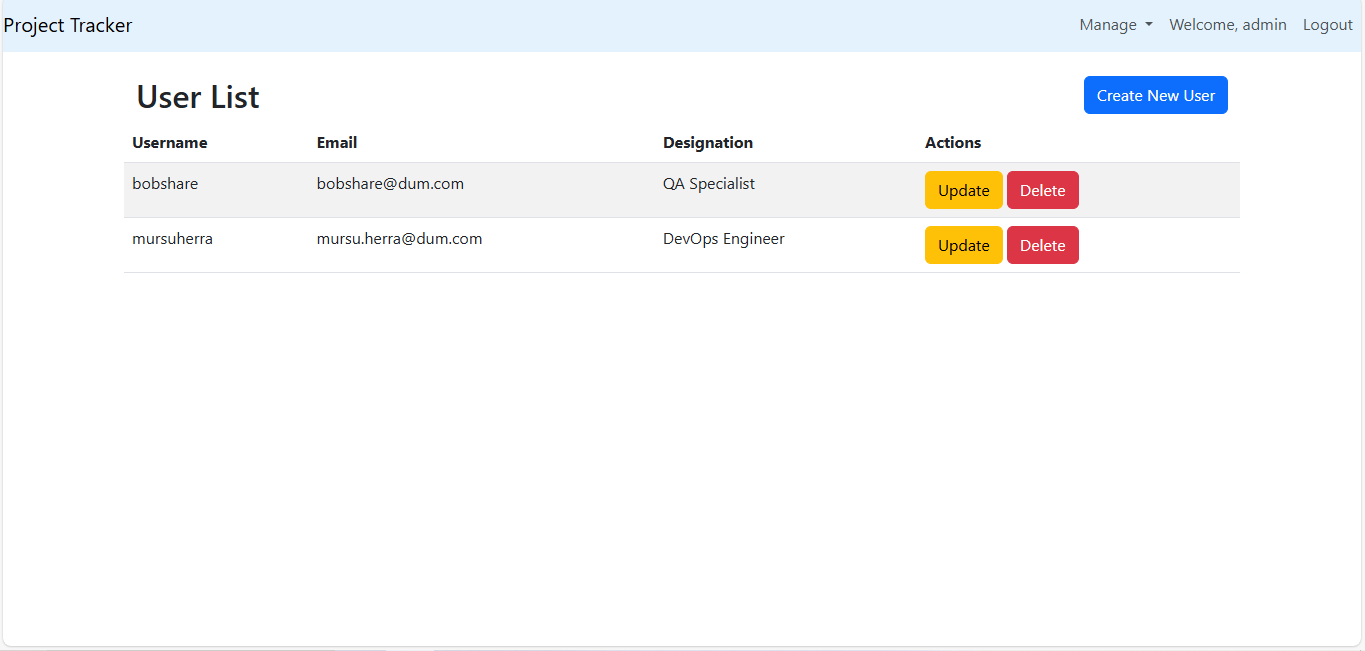 Project Tracker Manage Welcome, admin Logout
User List Create New User
Username Email Designation Actions
bobshare bobshare@dum.com QA Specialist Update Delete
mursuherra mursu.herra@dum.com DevOps Engineer Update Delete